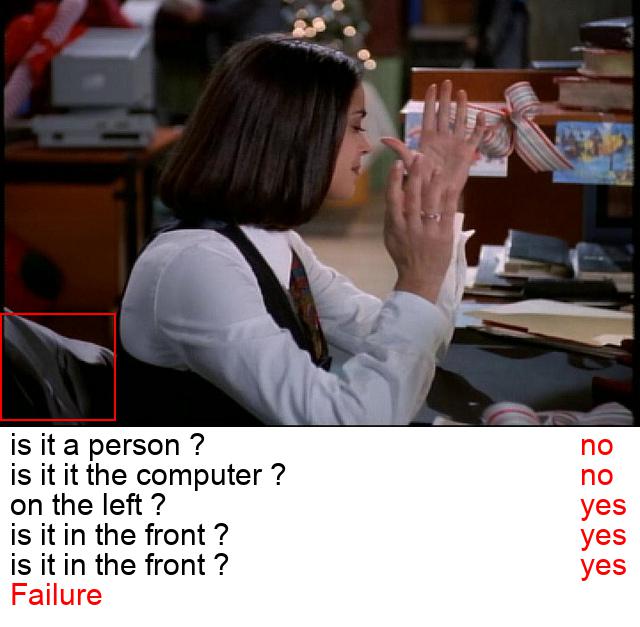 is it a person ? no
is it it the computer ? no
on the left ? yes
is it in the front ? yes
is it in the front ? yes
Failure